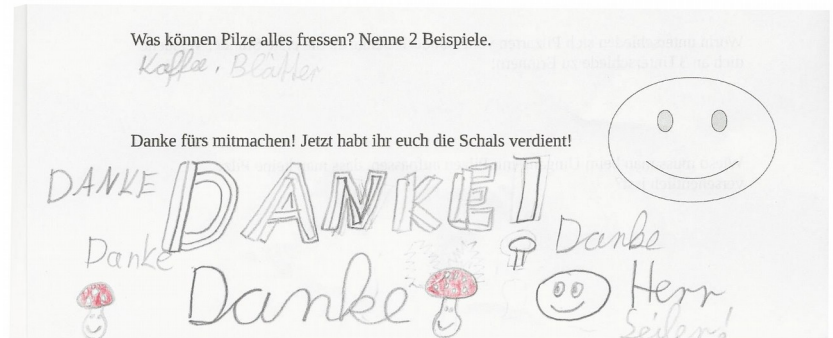 Was können Pilze alles fressen? Nenne 2 Beispiele.
Kaffee, Blätter
Danke fürs mitmachen! Jetzt habt ihr euch die Schals verdient!
DANKE
DANKE!
Danke
Danke
Danke
Herr
Seiler!